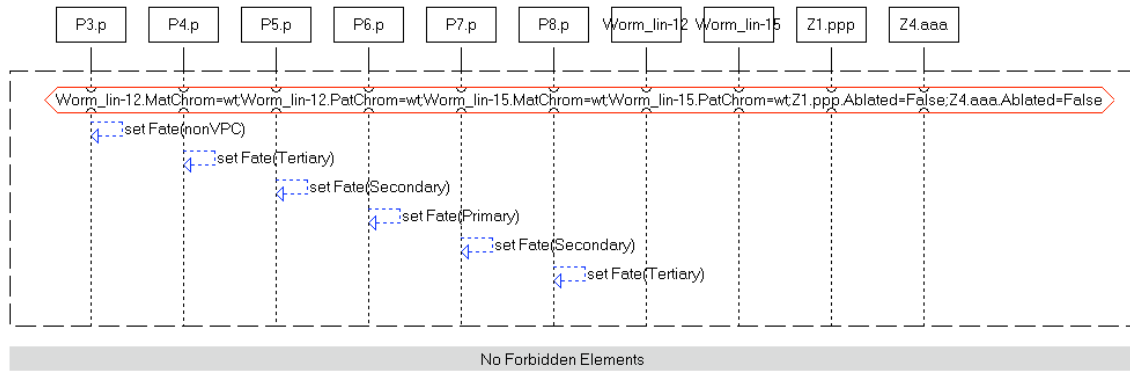 P3.p P4.p P5.p P6.p P7.p P8.p Worm_lin-12 Worm_lin-15 Z1.ppp Z4.aaa
Worm_lin-12.MatChrom=wt;Worm_lin-12.PatChrom=wt;Worm_lin-15.MatChrom=wt;Worm_lin-15.PatChrom=wt;Z1.ppp.Ablated=False;Z4.aaa.Ablated=False
set Fate(nonVPC)
set Fate(Tertiary)
set Fate(Secondary)
set Fate(Primary)
set Fate(Secondary)
set Fate(Tertiary)
No Forbidden Elements